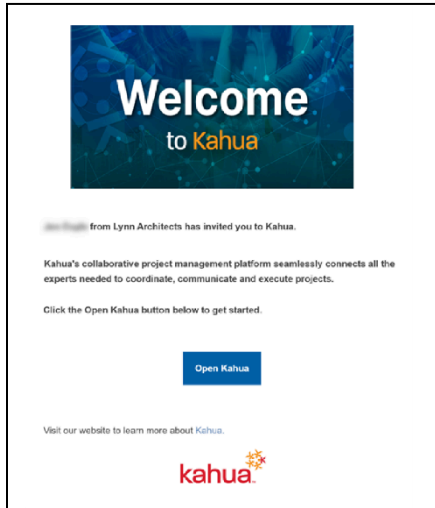 Welcome
to Kahua
from Lynn Architects has invited you to Kahua.
Kahua's collaborative project management platform seamlessly connects all the
experts needed to coordinate, communicate and execute projects.
Click the Open Kahua button below to get started.
Open Kahua
Visit our website to learn more about Kahua.
kahua